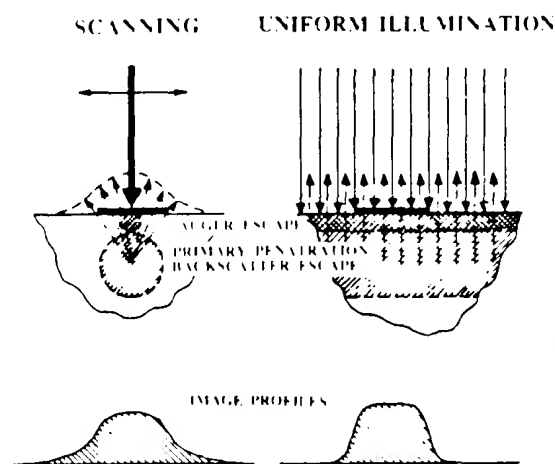 SCANNING
UNIFORM ILLUMINATION
AUGER ESCAPE
PRIMARY PENETRATION
BACKSCATTER ESCAPE
IMAGE PROFILES